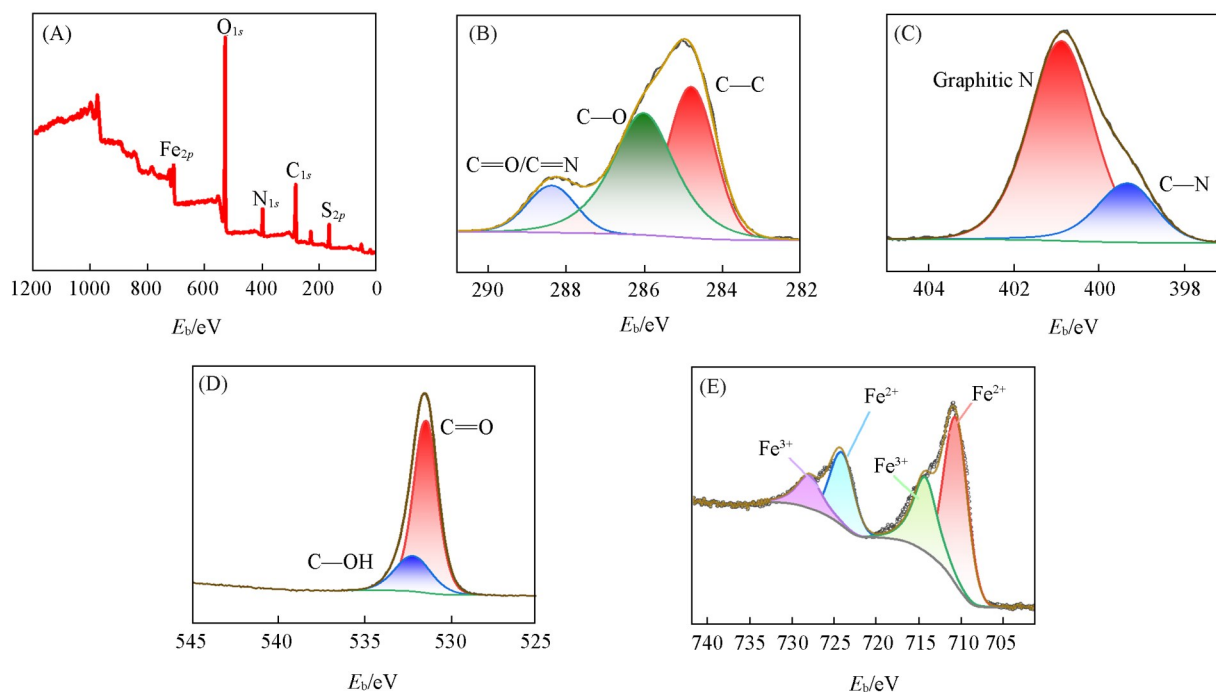 (A)
O1s
Fe2p
N1s
C1s
S2p
1200 1000 800 600 400 200 0
Eb/eV
(B)
C—C
C—O
C=O/C=N
290 288 286 284 282
Eb/eV
(C)
Graphitic N
C—N
404 402 400 398
Eb/eV
(D)
C=O
C—OH
545 540 535 530 525
Eb/eV
(E)
Fe2+
Fe2+
Fe3+
Fe3+
740 735 730 725 720 715 710 705
Eb/eV